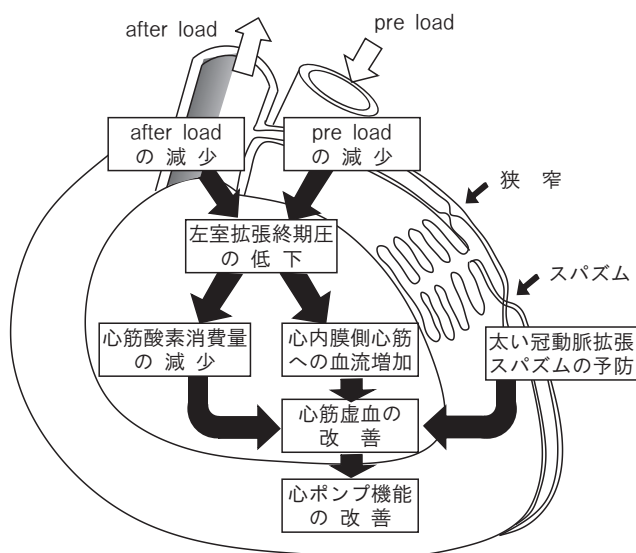 after load
pre load
after load
の 減 少
pre load
の 減 少
狭 窄
左室拡張終期圧
の 低 下
スパズム
心筋酸素消費量
の 減 少
心内膜側心筋
への血流増加
太い冠動脈拡張
スパズムの予防
心筋虚血の
改 善
心ポンプ機能
の 改 善